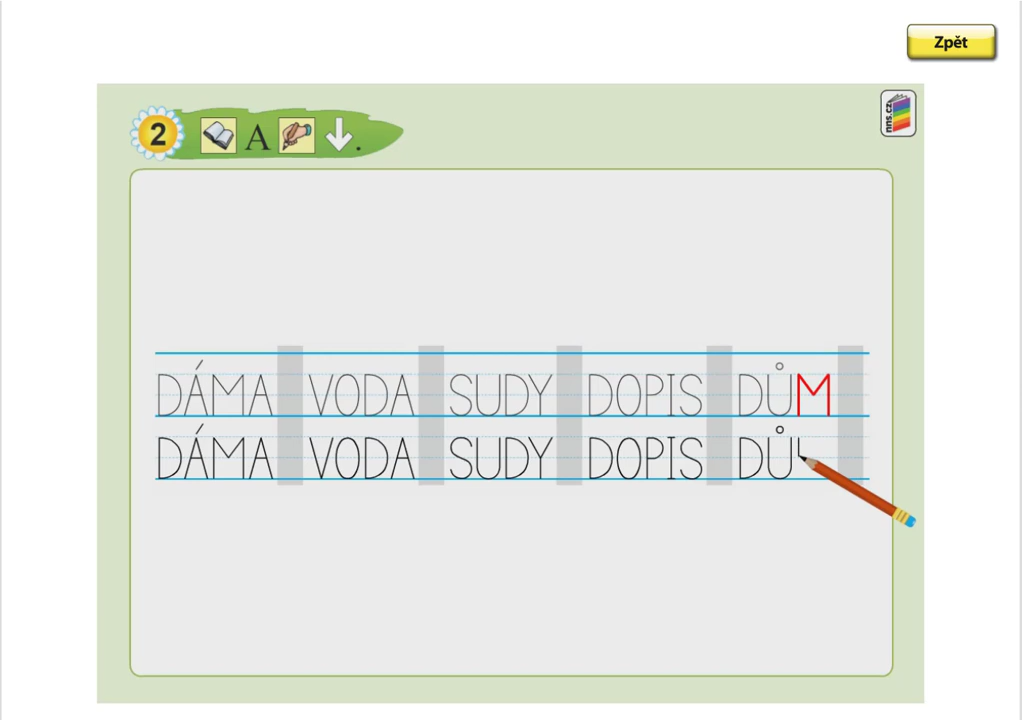 Zpět
nns.cz
2 A .
DÁMA VODA SUDY DOPIS DŮM
DÁMA VODA SUDY DOPIS DŮ